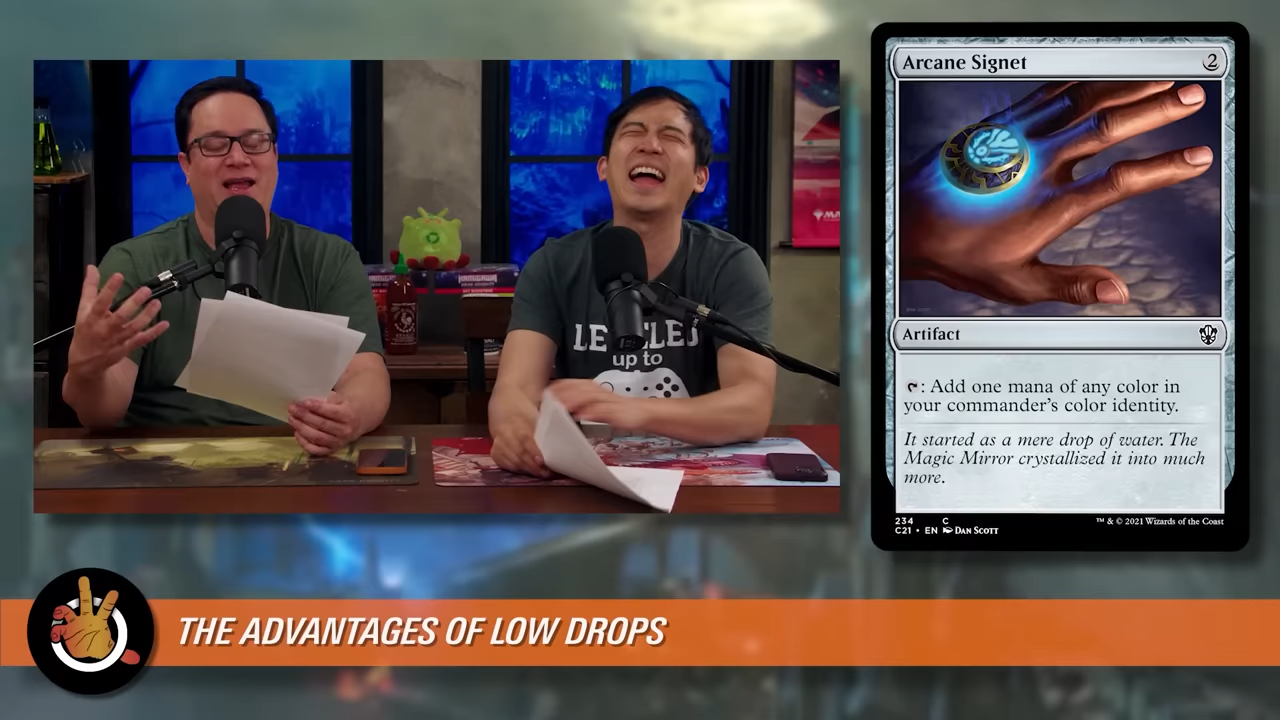 Arcane Signet 2
LEVELED
up to
Artifact
: Add one mana of any color in
your commander's color identity.
It started as a mere drop of water. The
Magic Mirror crystallized it into much
more.
234 C
C21 • EN DAN SCOTT
™ & © 2021 Wizards of the Coast
THE ADVANTAGES OF LOW DROPS